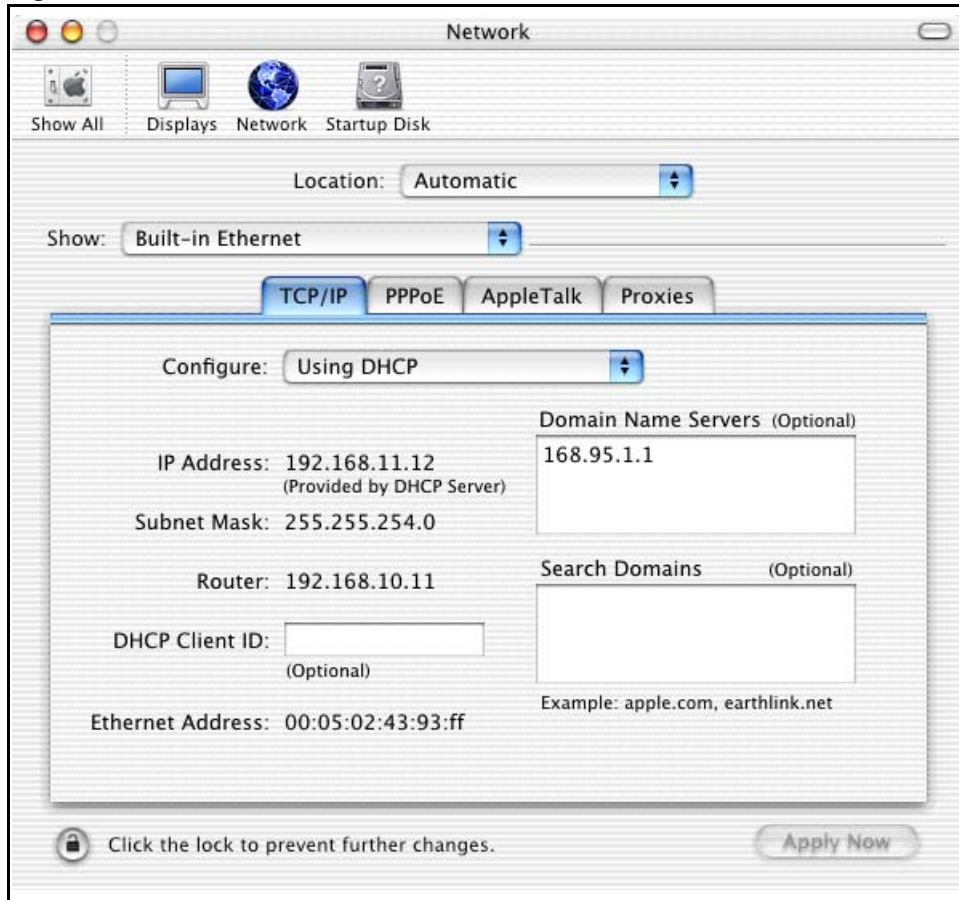 Network
Show All
Displays
Network
Startup Disk
Location: Automatic
Show: Built-in Ethernet
TCP/IP
PPPoE
AppleTalk
Proxies
Configure: Using DHCP
Domain Name Servers (Optional)
168.95.1.1
IP Address: 192.168.11.12
(Provided by DHCP Server)
Subnet Mask: 255.255.254.0
Router: 192.168.10.11
Search Domains (Optional)
DHCP Client ID:
(Optional)
Example: apple.com, earthlink.net
Ethernet Address: 00:05:02:43:93:ff
Click the lock to prevent further changes.
Apply Now